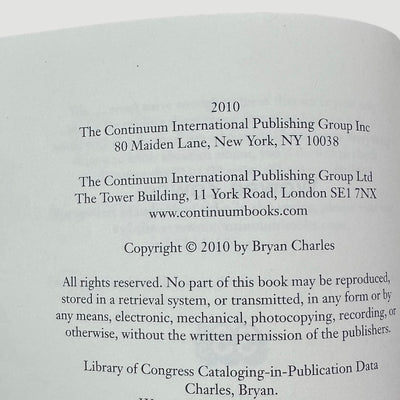 2010
The Continuum International Publishing Group Inc
80 Maiden Lane, New York, NY 10038
The Continuum International Publishing Group Ltd
The Tower Building, 11 York Road, London SE1 7NX
www.continuumbooks.com
Copyright © 2010 by Bryan Charles
All rights reserved. No part of this book may be reproduced,
stored in a retrieval system, or transmitted, in any form or by
any means, electronic, mechanical, photocopying, recording, or
otherwise, without the written permission of the publishers.
Library of Congress Cataloging-in-Publication Data
Charles, Bryan.